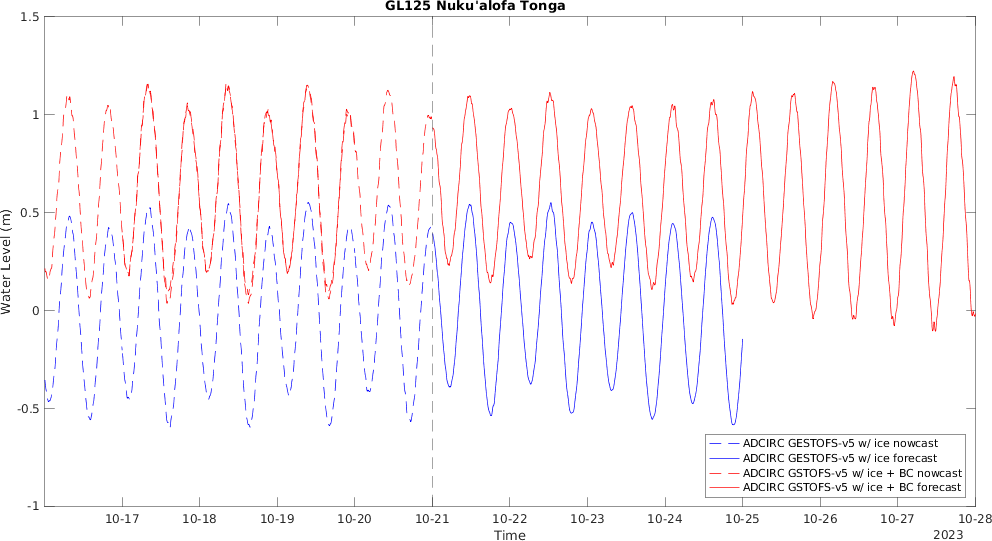 GL125 Nuku'alofa Tonga
1.5
1
0.5
0
-0.5
-1
Water Level (m)
ADCIRC GESTOFS-v5 w/ ice nowcast
ADCIRC GESTOFS-v5 w/ ice forecast
ADCIRC GSTOFS-v5 w/ ice + BC nowcast
ADCIRC GSTOFS-v5 w/ ice + BC forecast
10-17 10-18 10-19 10-20 10-21 10-22 10-23 10-24 10-25 10-26 10-27 10-28
Time
2023